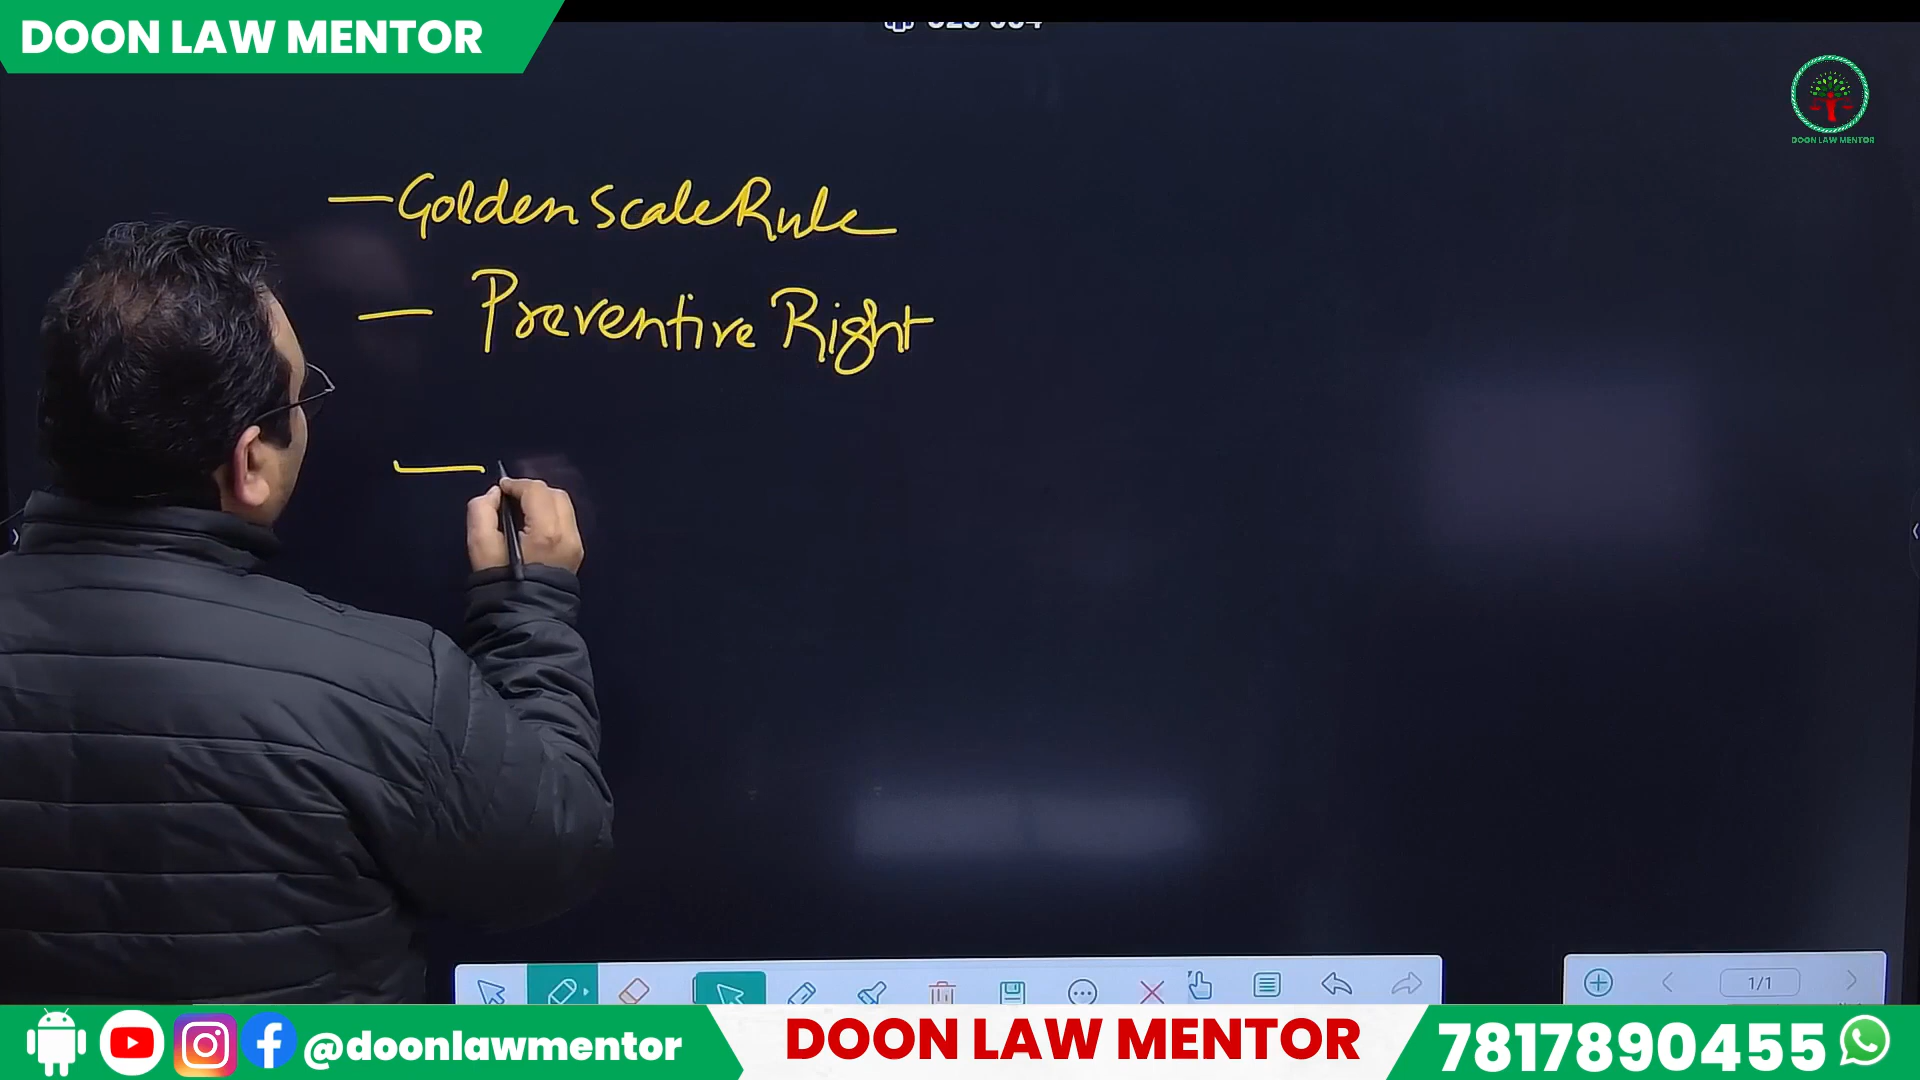 DOON LAW MENTOR
DOON LAW MENTOR
— Golden Scale Rule
— Preventive Right
—
1/1
@doonlawmentor
DOON LAW MENTOR
7817890455